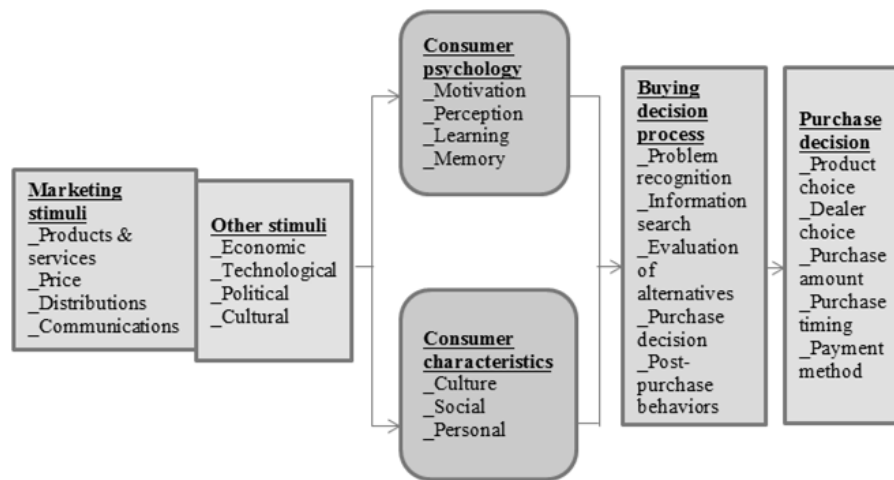 Marketing
stimuli
_Products &
services
_Price
_Distributions
_Communications
Other stimuli
_Economic
_Technological
_Political
_Cultural
Consumer
psychology
_Motivation
_Perception
_Learning
_Memory
Consumer
characteristics
_Culture
_Social
_Personal
Buying
decision
process
_Problem
recognition
_Information
search
_Evaluation
of
alternatives
_Purchase
decision
_Post-
purchase
behaviors
Purchase
decision
_Product
choice
_Dealer
choice
_Purchase
amount
_Purchase
timing
_Payment
method